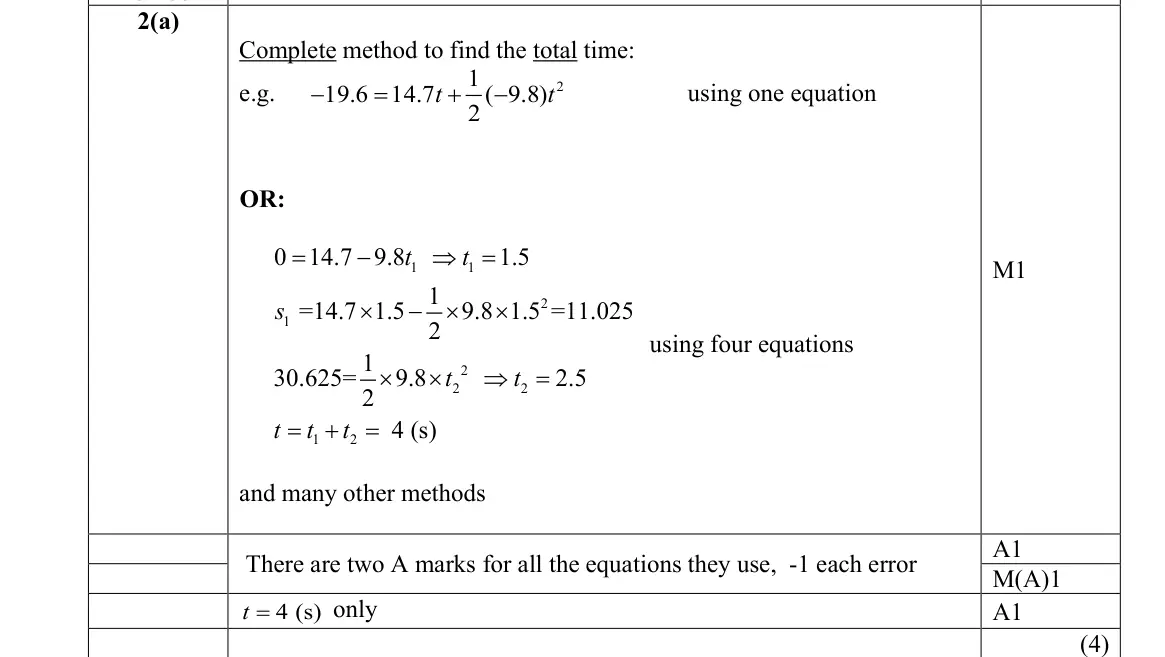 2(a)
Complete method to find the total time:
e.g. −19.6 = 14.7t + 1/2(−9.8)t² using one equation
OR:
0 = 14.7 − 9.8t₁ ⇒ t₁ = 1.5
s₁ =14.7×1.5 − 1/2 ×9.8×1.5²=11.025
using four equations
30.625= 1/2 ×9.8× t₂² ⇒ t₂ = 2.5
t = t₁ + t₂ = 4 (s)
and many other methods
M1
There are two A marks for all the equations they use, -1 each error
A1
M(A)1
t = 4 (s) only
A1
(4)